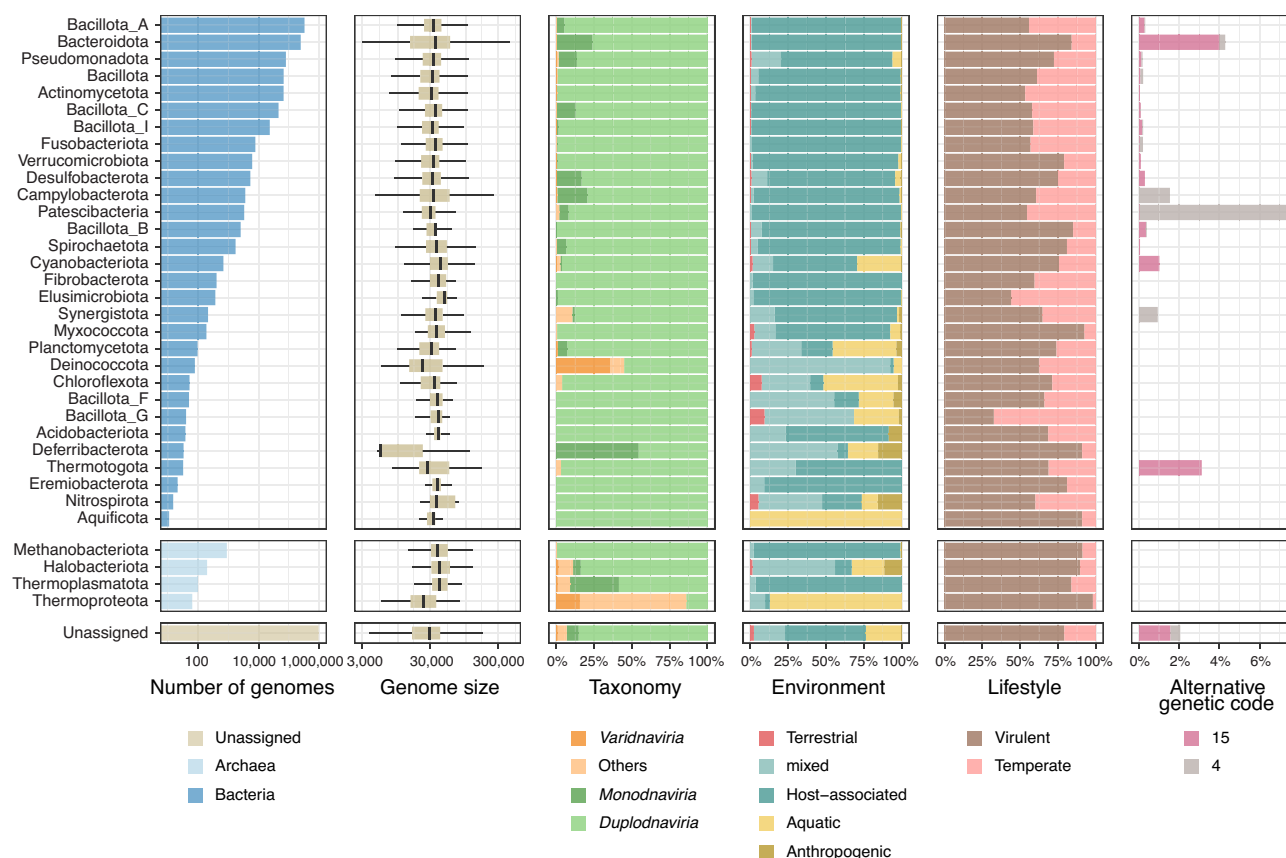 Bacillota_A
Bacteroidota
Pseudomonadota
Bacillota
Actinomycetota
Bacillota_C
Bacillota_I
Fusobacteriota
Verrucomicrobiota
Desulfobacterota
Campylobacterota
Patescibacteria
Bacillota_B
Spirochaetota
Cyanobacteriota
Fibrobacterota
Elusimicrobiota
Synergistota
Myxococcota
Planctomycetota
Deinococcota
Chloroflexota
Bacillota_F
Bacillota_G
Acidobacteriota
Deferribacterota
Thermotogota
Eremiobacterota
Nitrospirota
Aquificota
Methanobacteriota
Halobacteriota
Thermoplasmatota
Thermoproteota
Unassigned
100 10,000 1,000,000 3,000 30,000 300,000 0% 25% 50% 75% 100% 0% 25% 50% 75% 100% 0% 25% 50% 75% 100% 0% 2% 4% 6%
Number of genomes Genome size Taxonomy Environment Lifestyle Alternative
genetic code
Unassigned Varidnaviria Terrestrial Virulent 15
Archaea Others mixed Temperate 4
Bacteria Monodnaviria Host−associated
Duplodnaviria Aquatic
Anthropogenic